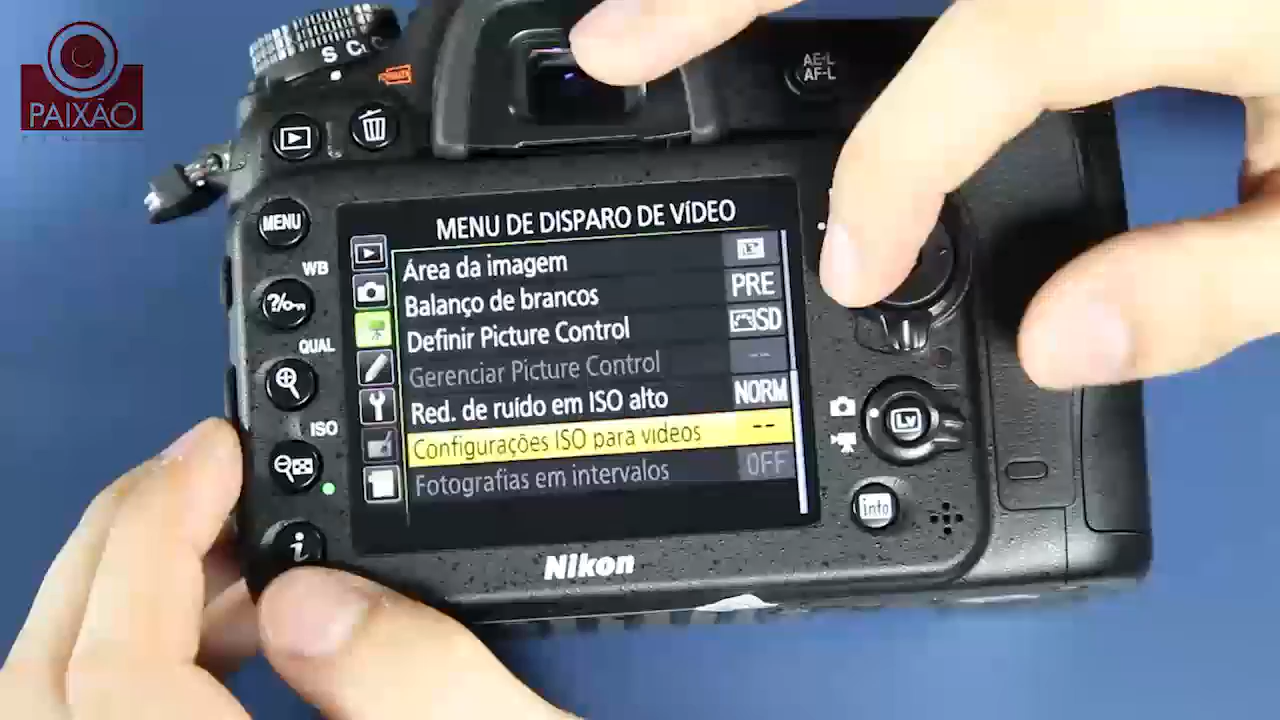 PAIXÃO
S C1
FORMAT
AE-L
AF-L
MENU
WB
?
QUAL
ISO
i
MENU DE DISPARO DE VÍDEO
Área da imagem
Balanço de brancos PRE
Definir Picture Control SD
Gerenciar Picture Control --
Red. de ruído em ISO alto NORM
Configurações ISO para vídeos --
Fotografias em intervalos OFF
Lv
info
Nikon